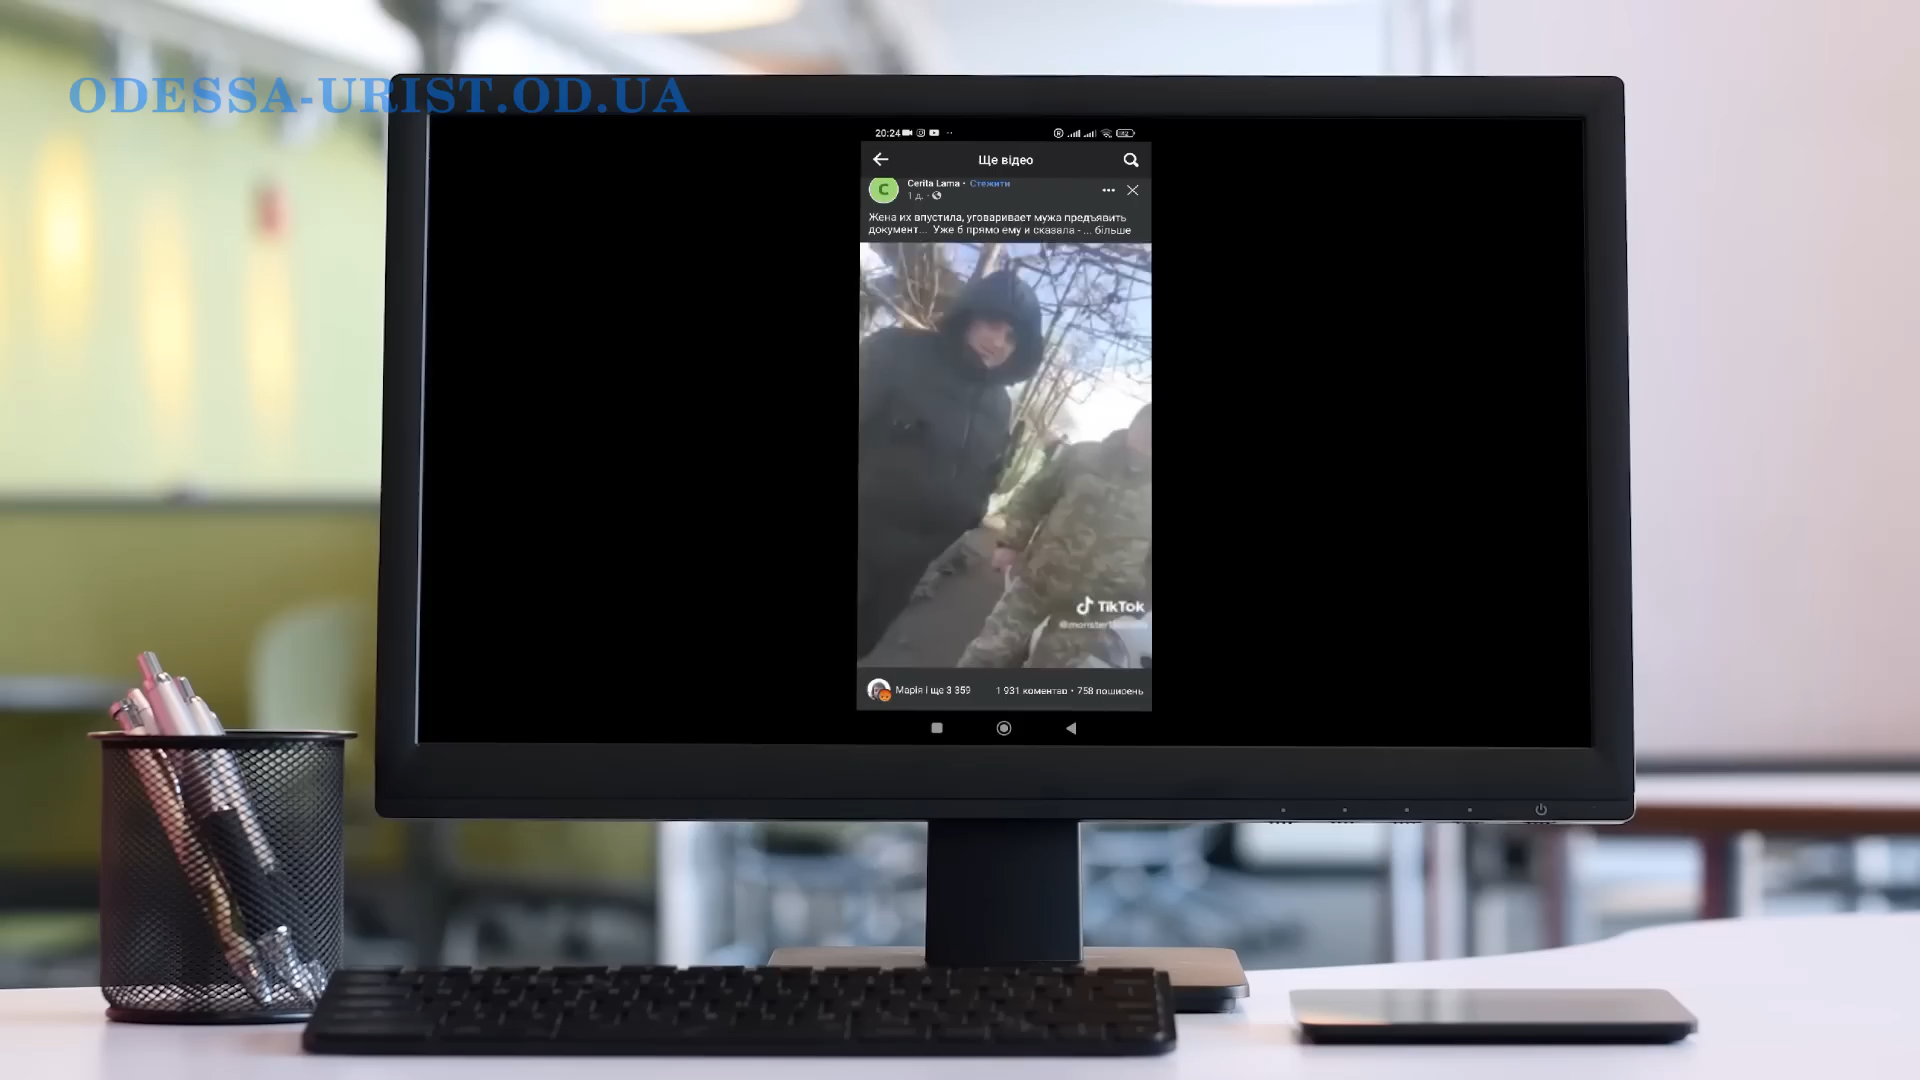 ODESSA-URIST.OD.UA
20:24
Ще відео
C
Cerita Lama • Стежити
1 д. ·
Жена их впустила, уговаривает мужа предъявить
документ... Уже б прямо ему и сказала - ... більше
TikTok
Марія і ще 3 359
1 931 коментар • 758 поширень